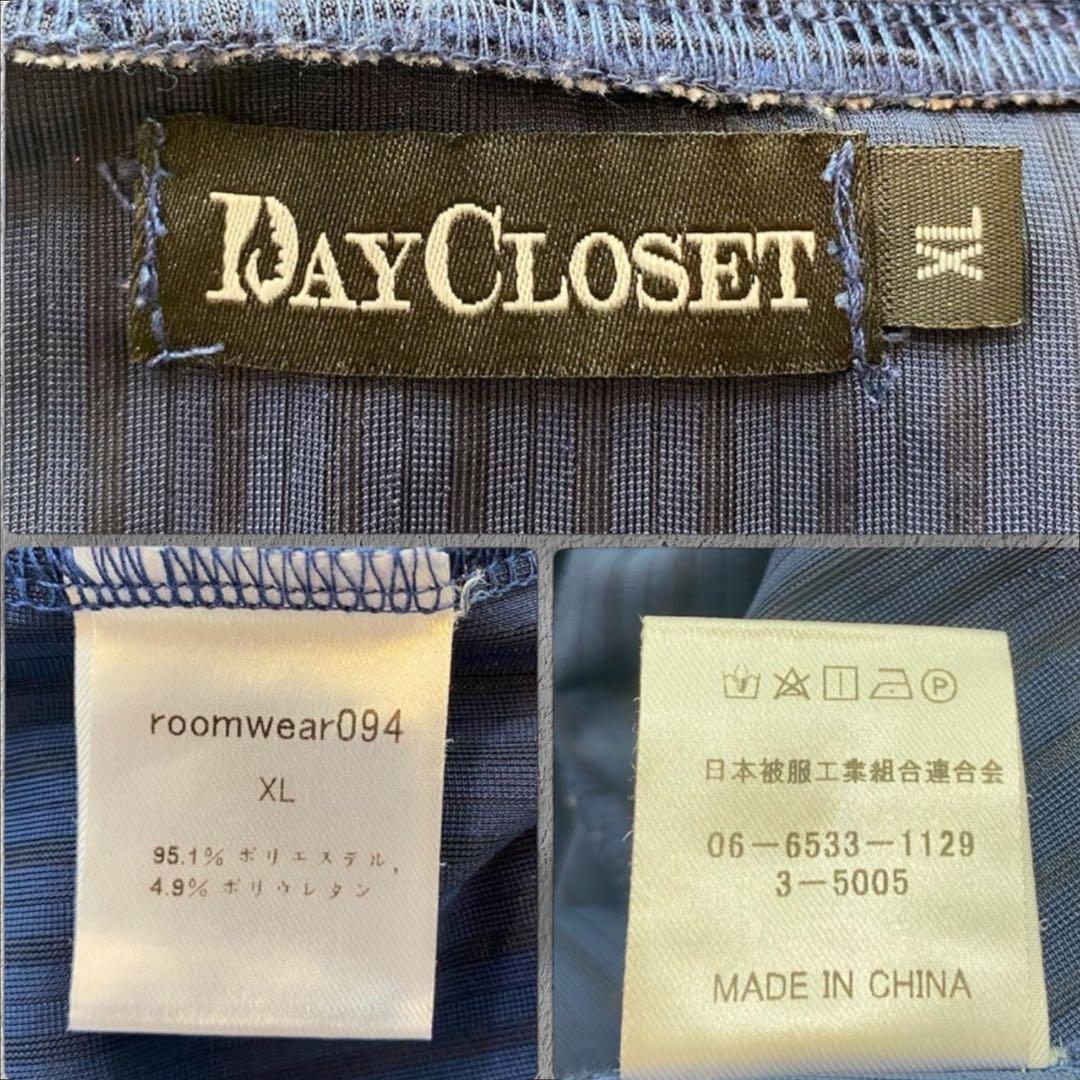 DAYCLOSET
XL
roomwear094
XL
95.1% ポリエステル,
4.9% ポリウレタン
P
日本被服工業組合連合会
06-6533-1129
3-5005
MADE IN CHINA